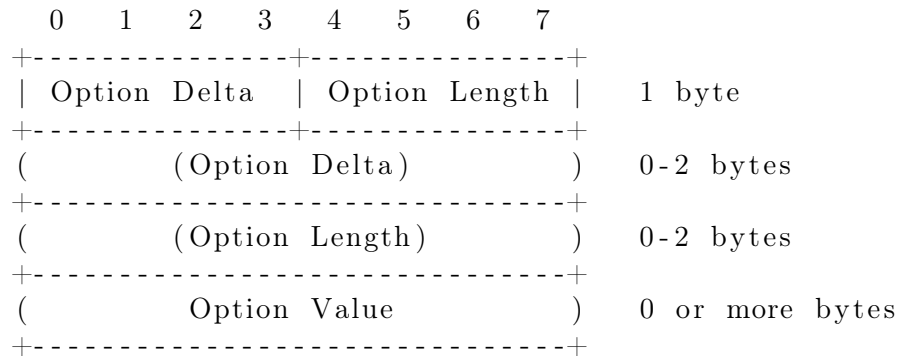 0 1 2 3 4 5 6 7
+---------------+---------------+
| Option Delta | Option Length | 1 byte
+---------------+---------------+
( (Option Delta) ) 0-2 bytes
+-------------------------------+
( (Option Length) ) 0-2 bytes
+-------------------------------+
( Option Value ) 0 or more bytes
+-------------------------------+